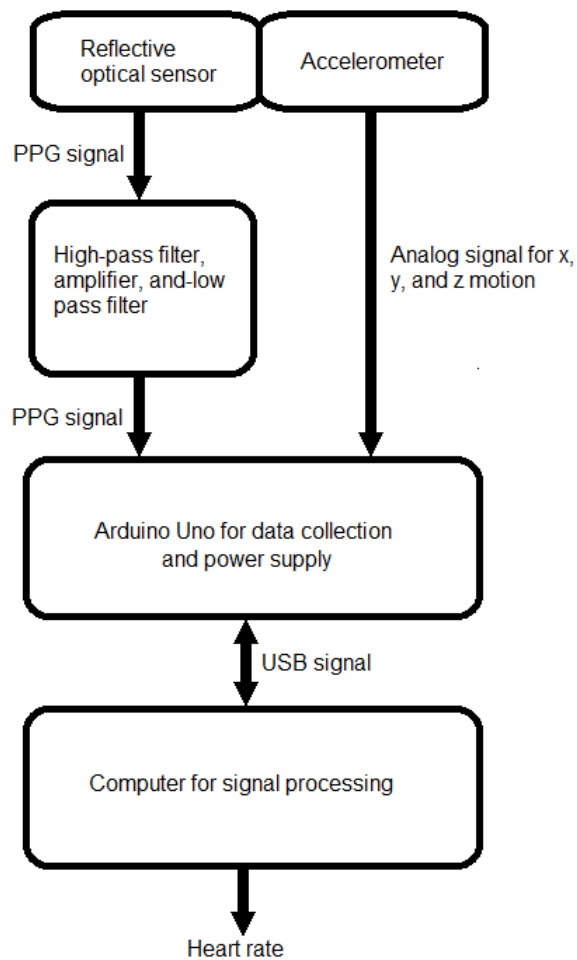 Reflective
optical sensor
Accelerometer
PPG signal
High-pass filter,
amplifier, and-low
pass filter
Analog signal for x,
y, and z motion
PPG signal
Arduino Uno for data collection
and power supply
USB signal
Computer for signal processing
Heart rate